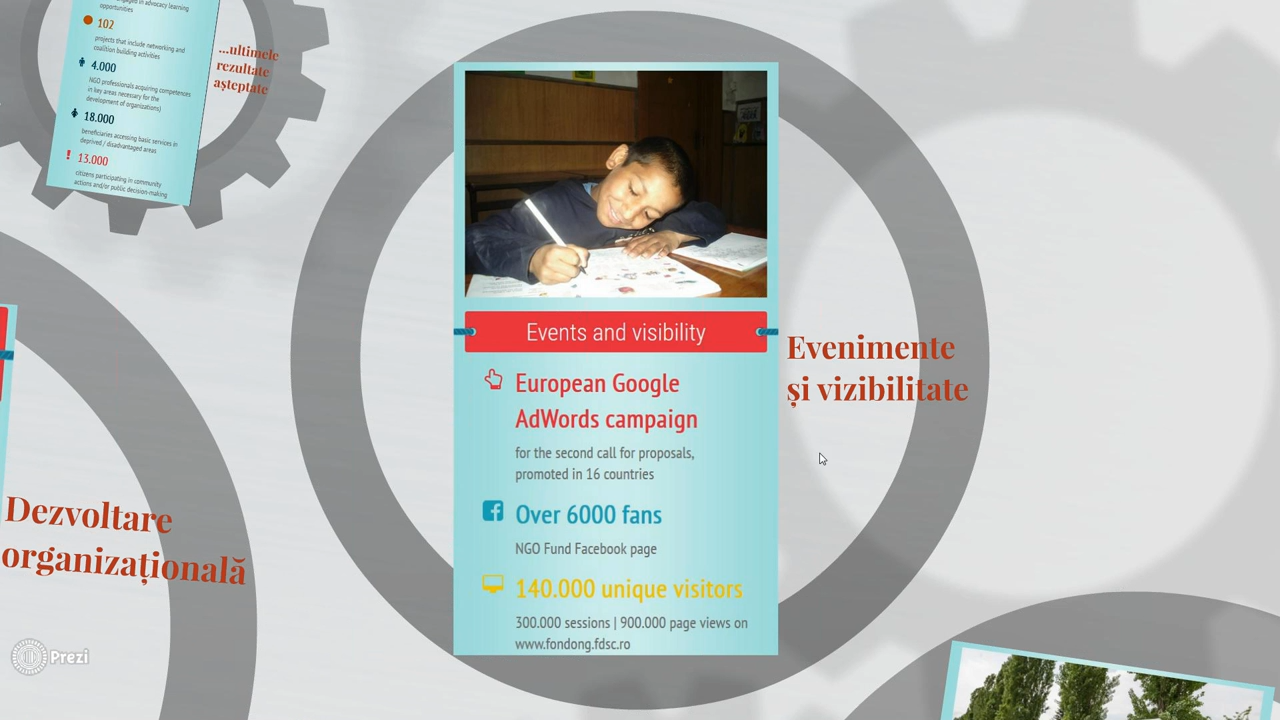 engaged in advocacy learning
opportunities
102
projects that include networking and
coalition building activities
4.000
NGO professionals acquiring competences
in key areas necessary for the
development of organizations)
18.000
beneficiaries accessing basic services in
deprived / disadvantaged areas
13.000
citizens participating in community
actions and/or public decision-making
...ultimele
rezultate
așteptate
Events and visibility
European Google
AdWords campaign
for the second call for proposals,
promoted in 16 countries
Over 6000 fans
NGO Fund Facebook page
140.000 unique visitors
300.000 sessions | 900.000 page views on
www.fondong.fdsc.ro
Evenimente
și vizibilitate
Dezvoltare
organizațională
Prezi